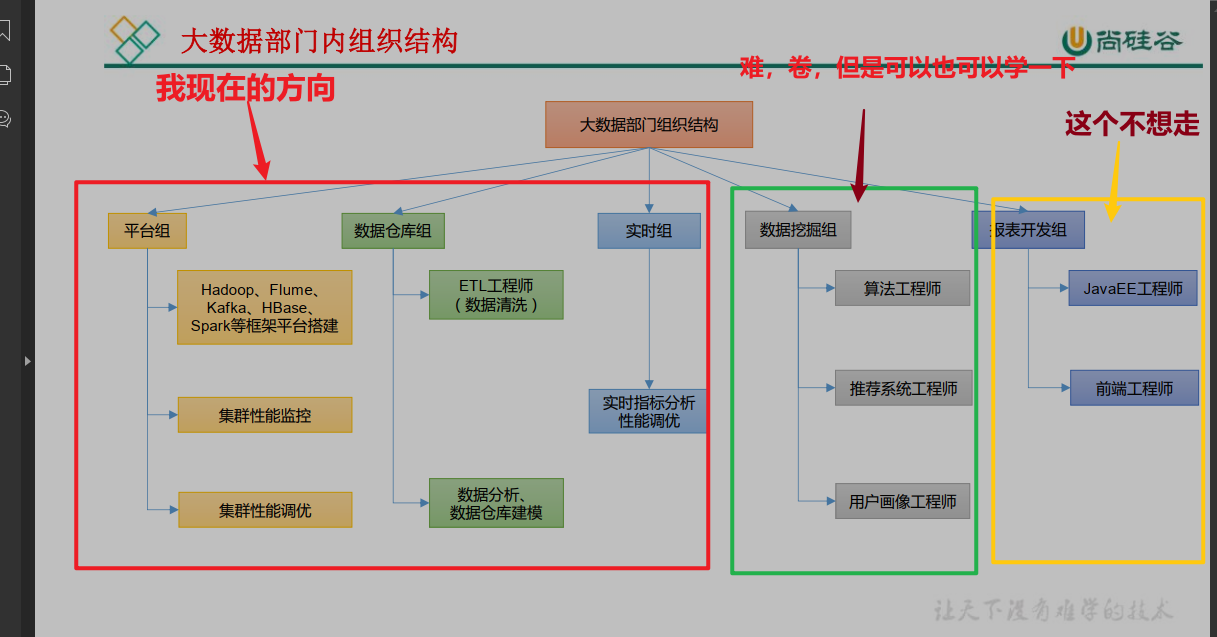 大数据部门内组织结构
尚硅谷
我现在的方向
难，卷，但是可以也可以学一下
这个不想走
大数据部门组织结构
平台组
数据仓库组
实时组
数据挖掘组
报表开发组
Hadoop、Flume、
Kafka、HBase、
Spark等框架平台搭建
集群性能监控
集群性能调优
ETL工程师
（数据清洗）
数据分析、
数据仓库建模
实时指标分析
性能调优
算法工程师
推荐系统工程师
用户画像工程师
JavaEE工程师
前端工程师
让天下没有难学的技术